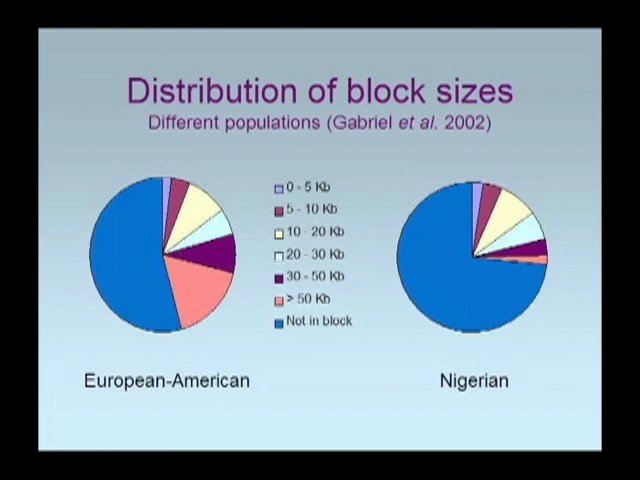 Distribution of block sizes
Different populations (Gabriel et al. 2002)
0 - 5 Kb
5 - 10 Kb
10 - 20 Kb
20 - 30 Kb
30 - 50 Kb
> 50 Kb
Not in block
European-American
Nigerian